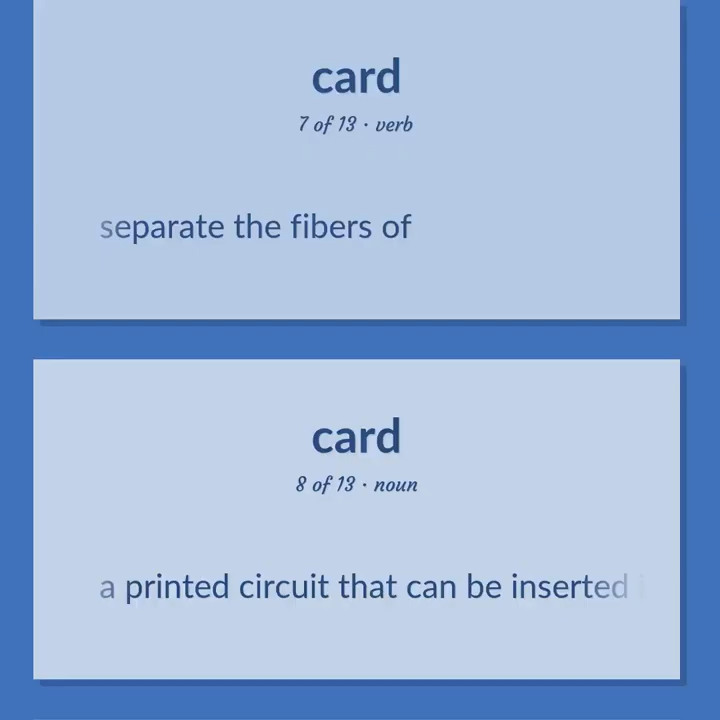 card
7 of 13 · verb
separate the fibers of
card
8 of 13 · noun
a printed circuit that can be inserted